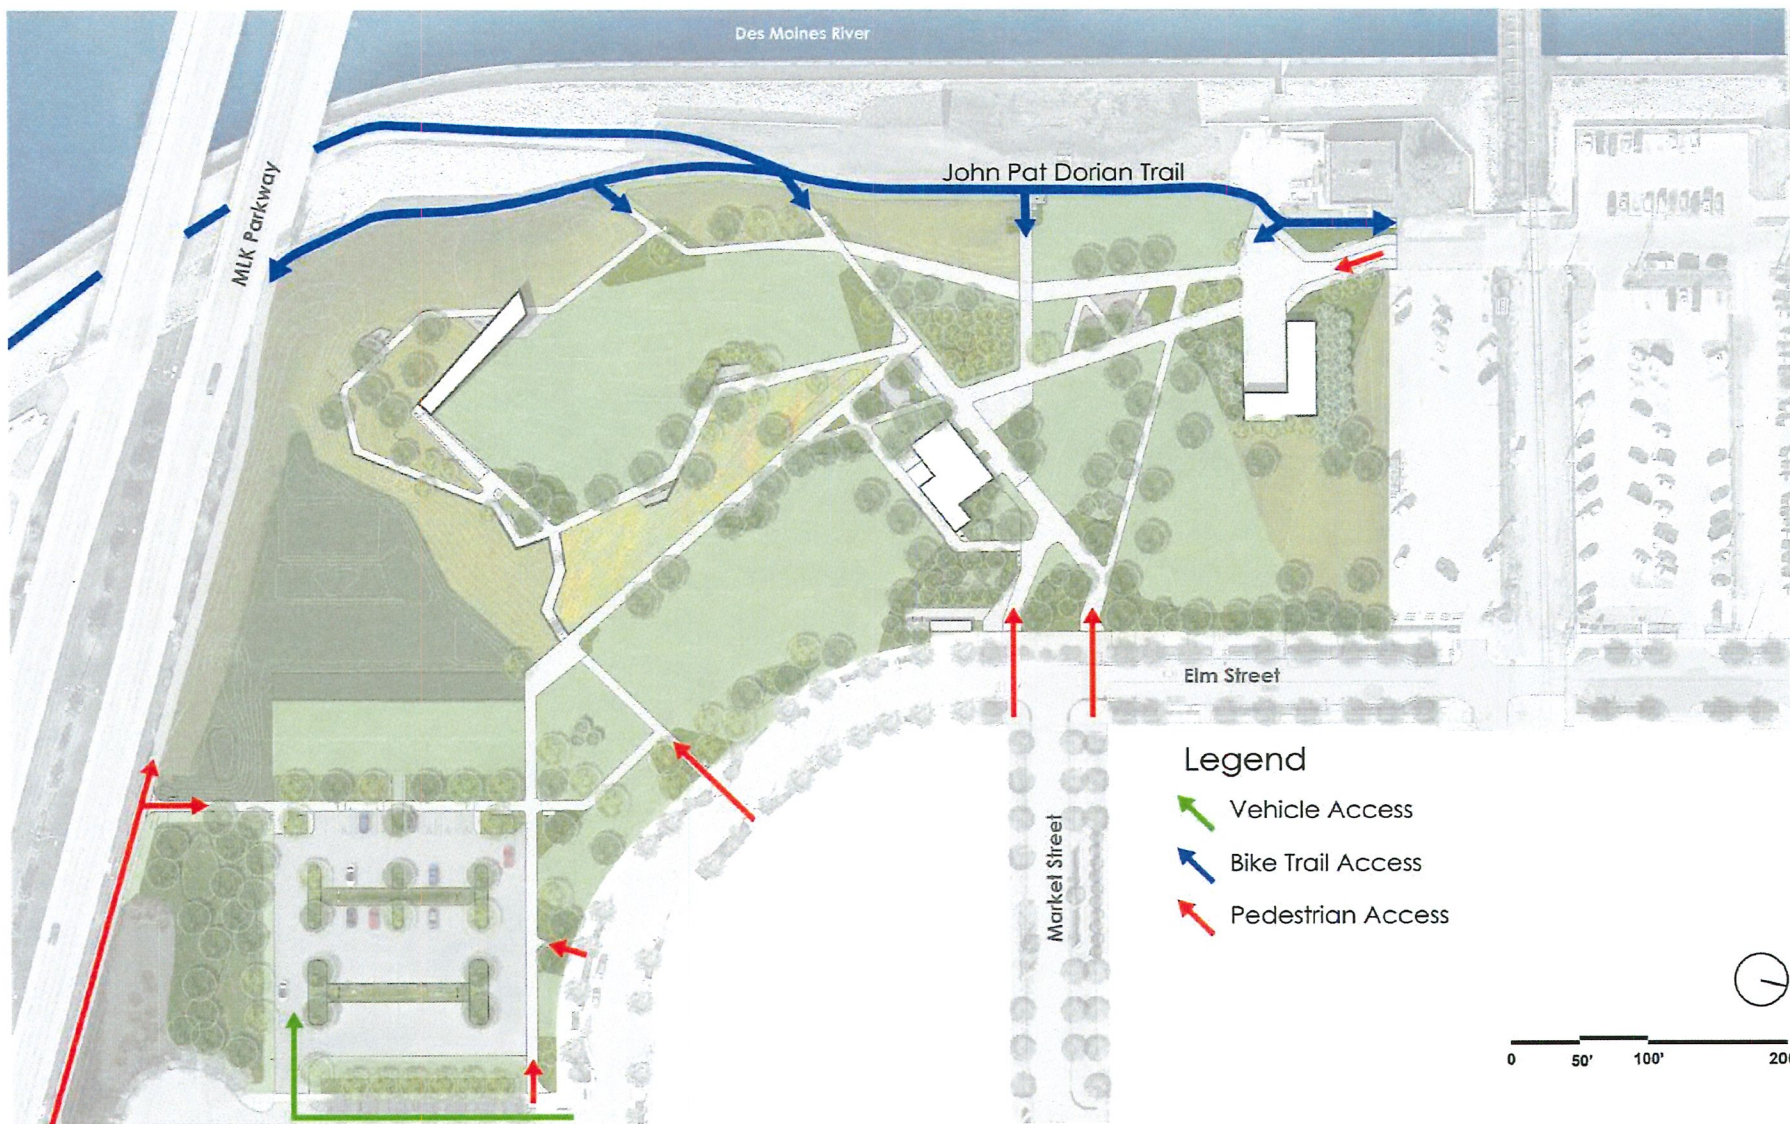 Des Moines River
MLK Parkway
John Pat Dorian Trail
Elm Street
Market Street
Legend
Vehicle Access
Bike Trail Access
Pedestrian Access
0 50' 100' 200